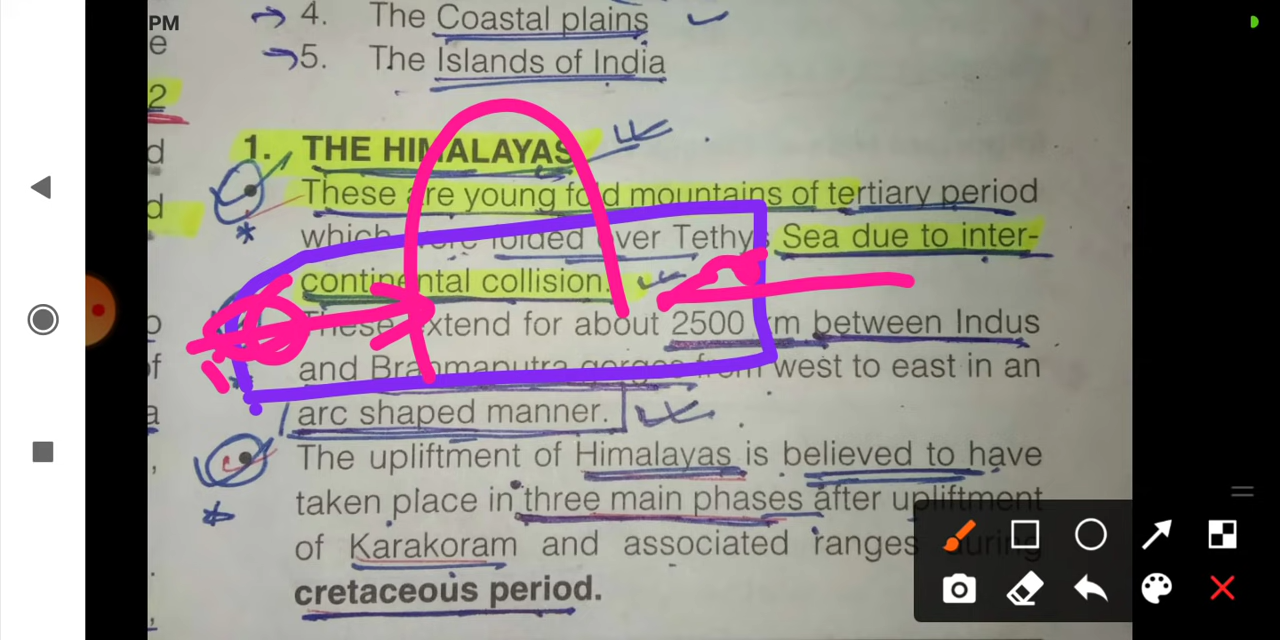 PM
4. The Coastal plains
5. The Islands of India
e
2
d
d
1. THE HIMALAYAS
These are young fold mountains of tertiary period
which were folded over Tethys Sea due to inter-
continental collision.
These extend for about 2500 km between Indus
and Brahmaputra gorges from west to east in an
arc shaped manner.
The upliftment of Himalayas is believed to have
taken place in three main phases after upliftment
of Karakoram and associated ranges during
cretaceous period.
f
a